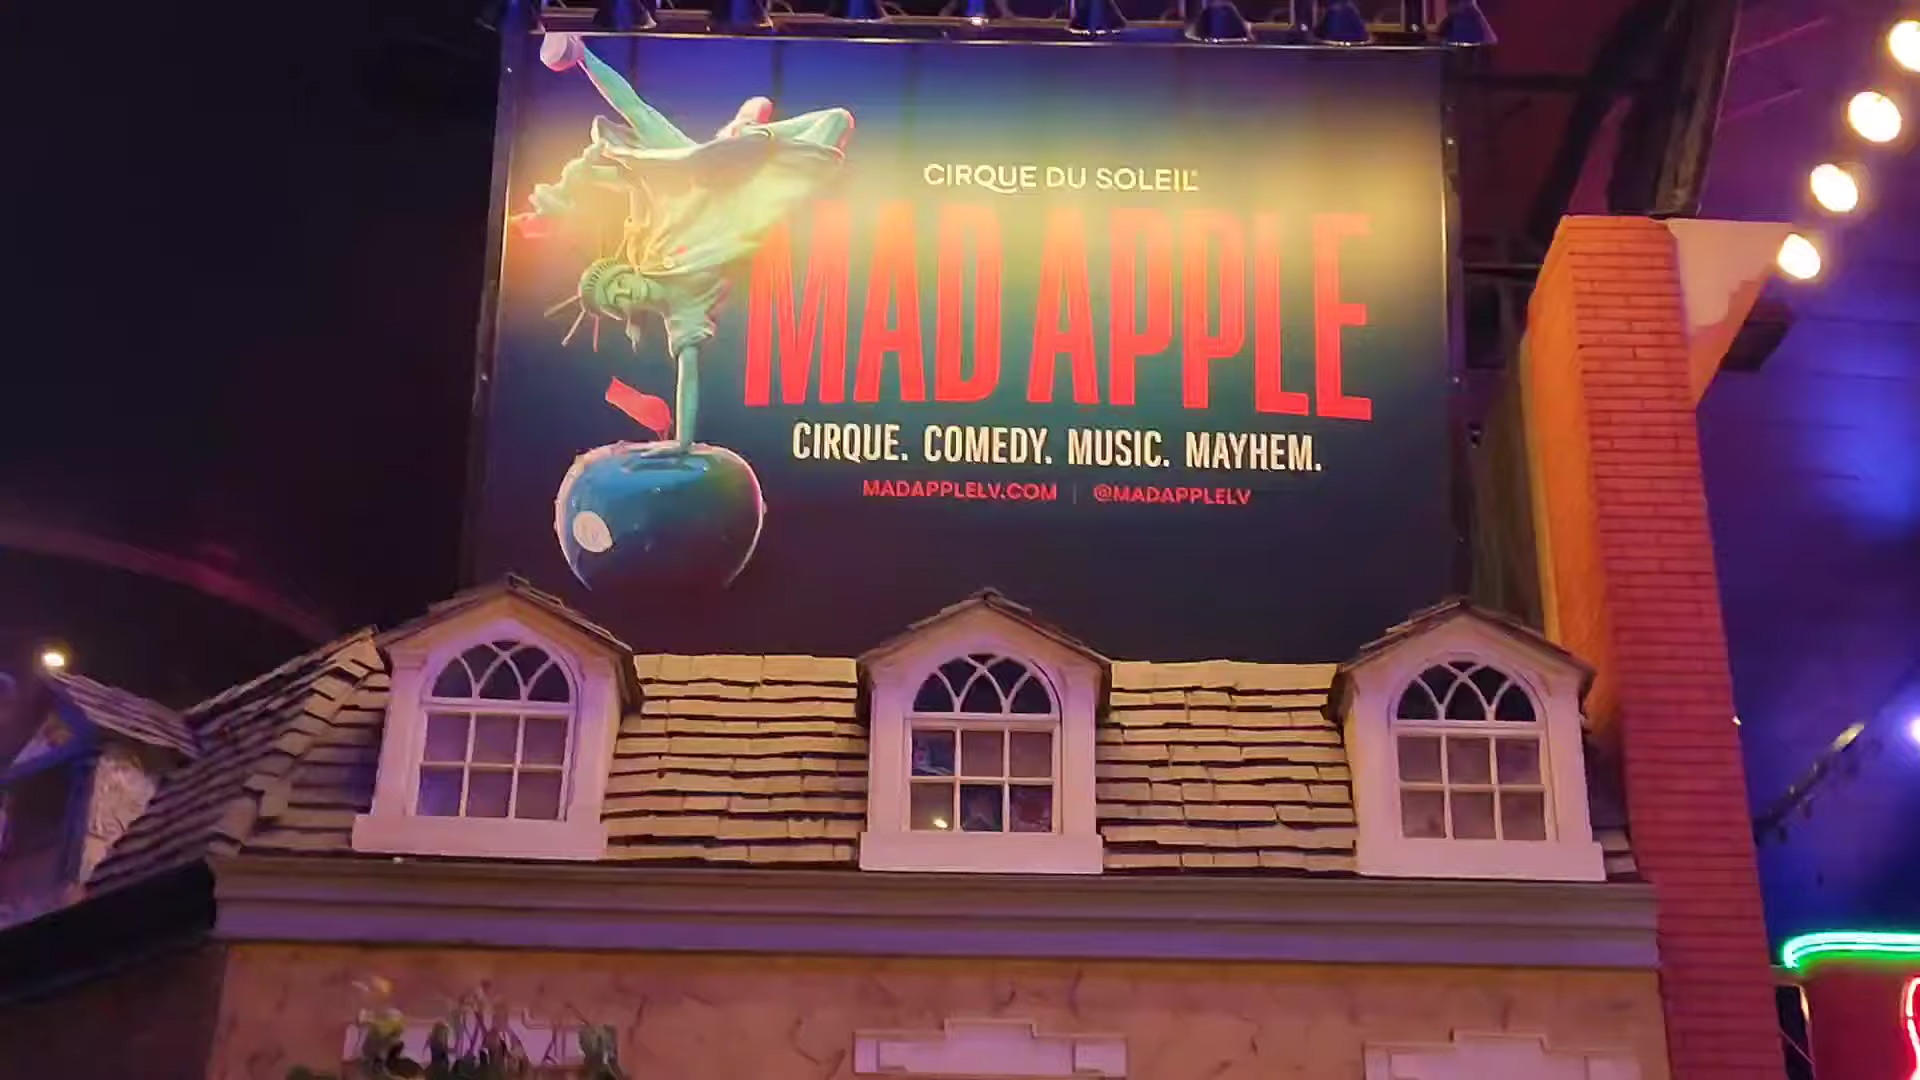 CIRQUE DU SOLEIL
MAD APPLE
CIRQUE. COMEDY. MUSIC. MAYHEM.
MADAPPLELV.COM | @MADAPPLELV